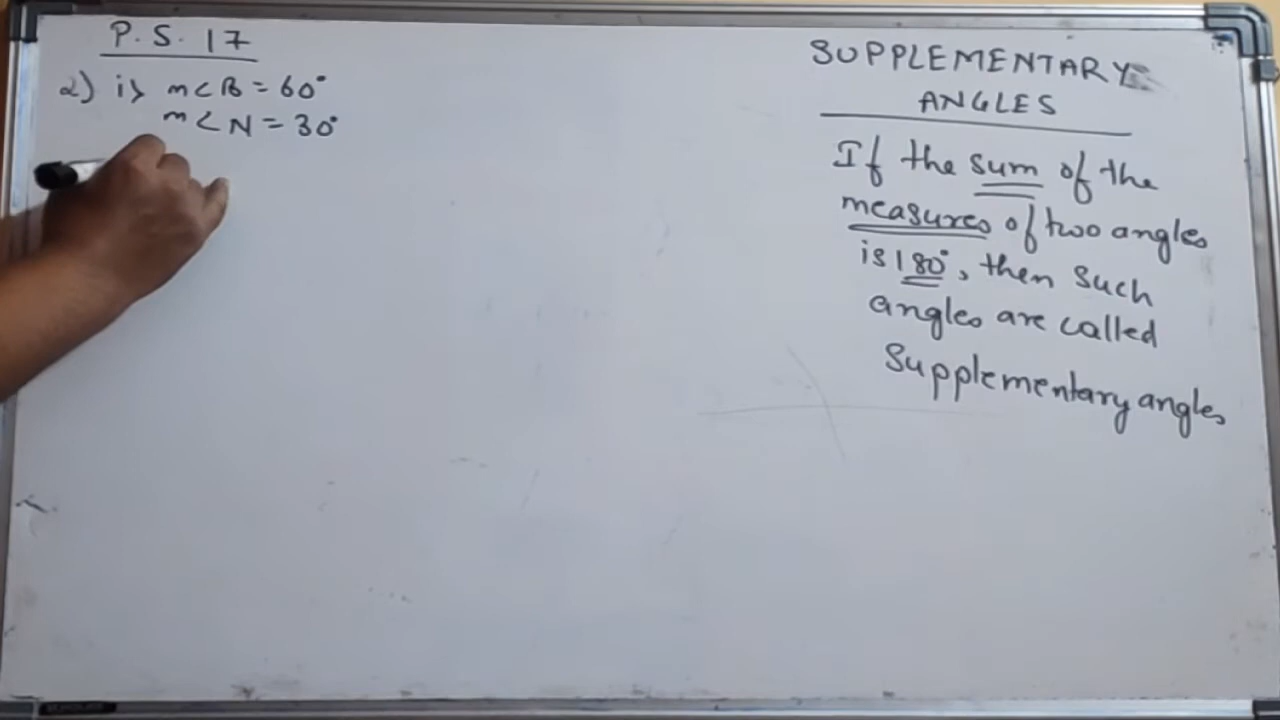 P. S. 17
2) i) m<B = 60°
m<N = 30°
SUPPLEMENTARY
ANGLES
If the sum of the
measures of two angles
is 180°, then such
angles are called
Supplementary angles